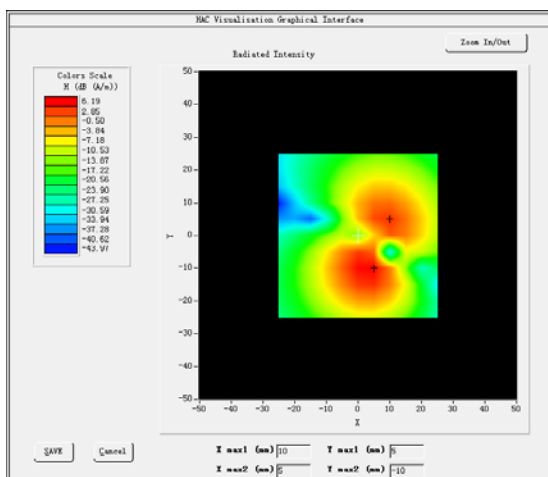 HAC Visualisation Graphical Interface
Zoom In/Out
Radiated Intensity
Colors Scale
H (dB (A/m))
6.19
2.85
-0.50
-3.84
-7.18
-10.53
-13.87
-17.22
-20.56
-23.90
-27.25
-30.59
-33.94
-37.28
-40.62
-43.97
50
40
30
20
10
0
-10
-20
-30
-40
-50
Y
-50 -40 -30 -20 -10 0 10 20 30 40 50
X
SAVE Cancel
X max1 (mm) 10 Y max1 (mm) 5
X max2 (mm) 5 Y max2 (mm) -10